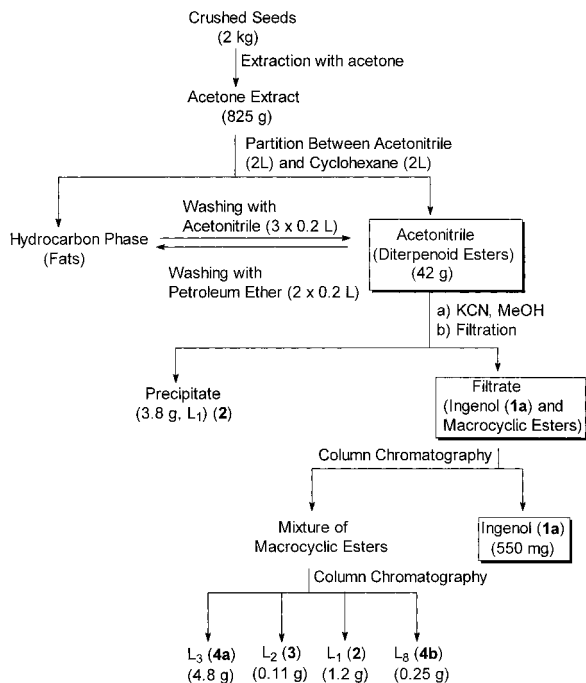 Crushed Seeds
(2 kg)
Extraction with acetone
Acetone Extract
(825 g)
Partition Between Acetonitrile
(2L) and Cyclohexane (2L)
Hydrocarbon Phase
(Fats)
Washing with
Acetonitrile (3 x 0.2 L)
Washing with
Petroleum Ether (2 x 0.2 L)
Acetonitrile
(Diterpenoid Esters)
(42 g)
a) KCN, MeOH
b) Filtration
Precipitate
(3.8 g, L₁) (2)
Filtrate
(Ingenol (1a) and
Macrocyclic Esters)
Column Chromatography
Mixture of
Macrocyclic Esters
Ingenol (1a)
(550 mg)
Column Chromatography
L₃ (4a)
(4.8 g)
L₂ (3)
(0.11 g)
L₁ (2)
(1.2 g)
L₈ (4b)
(0.25 g)